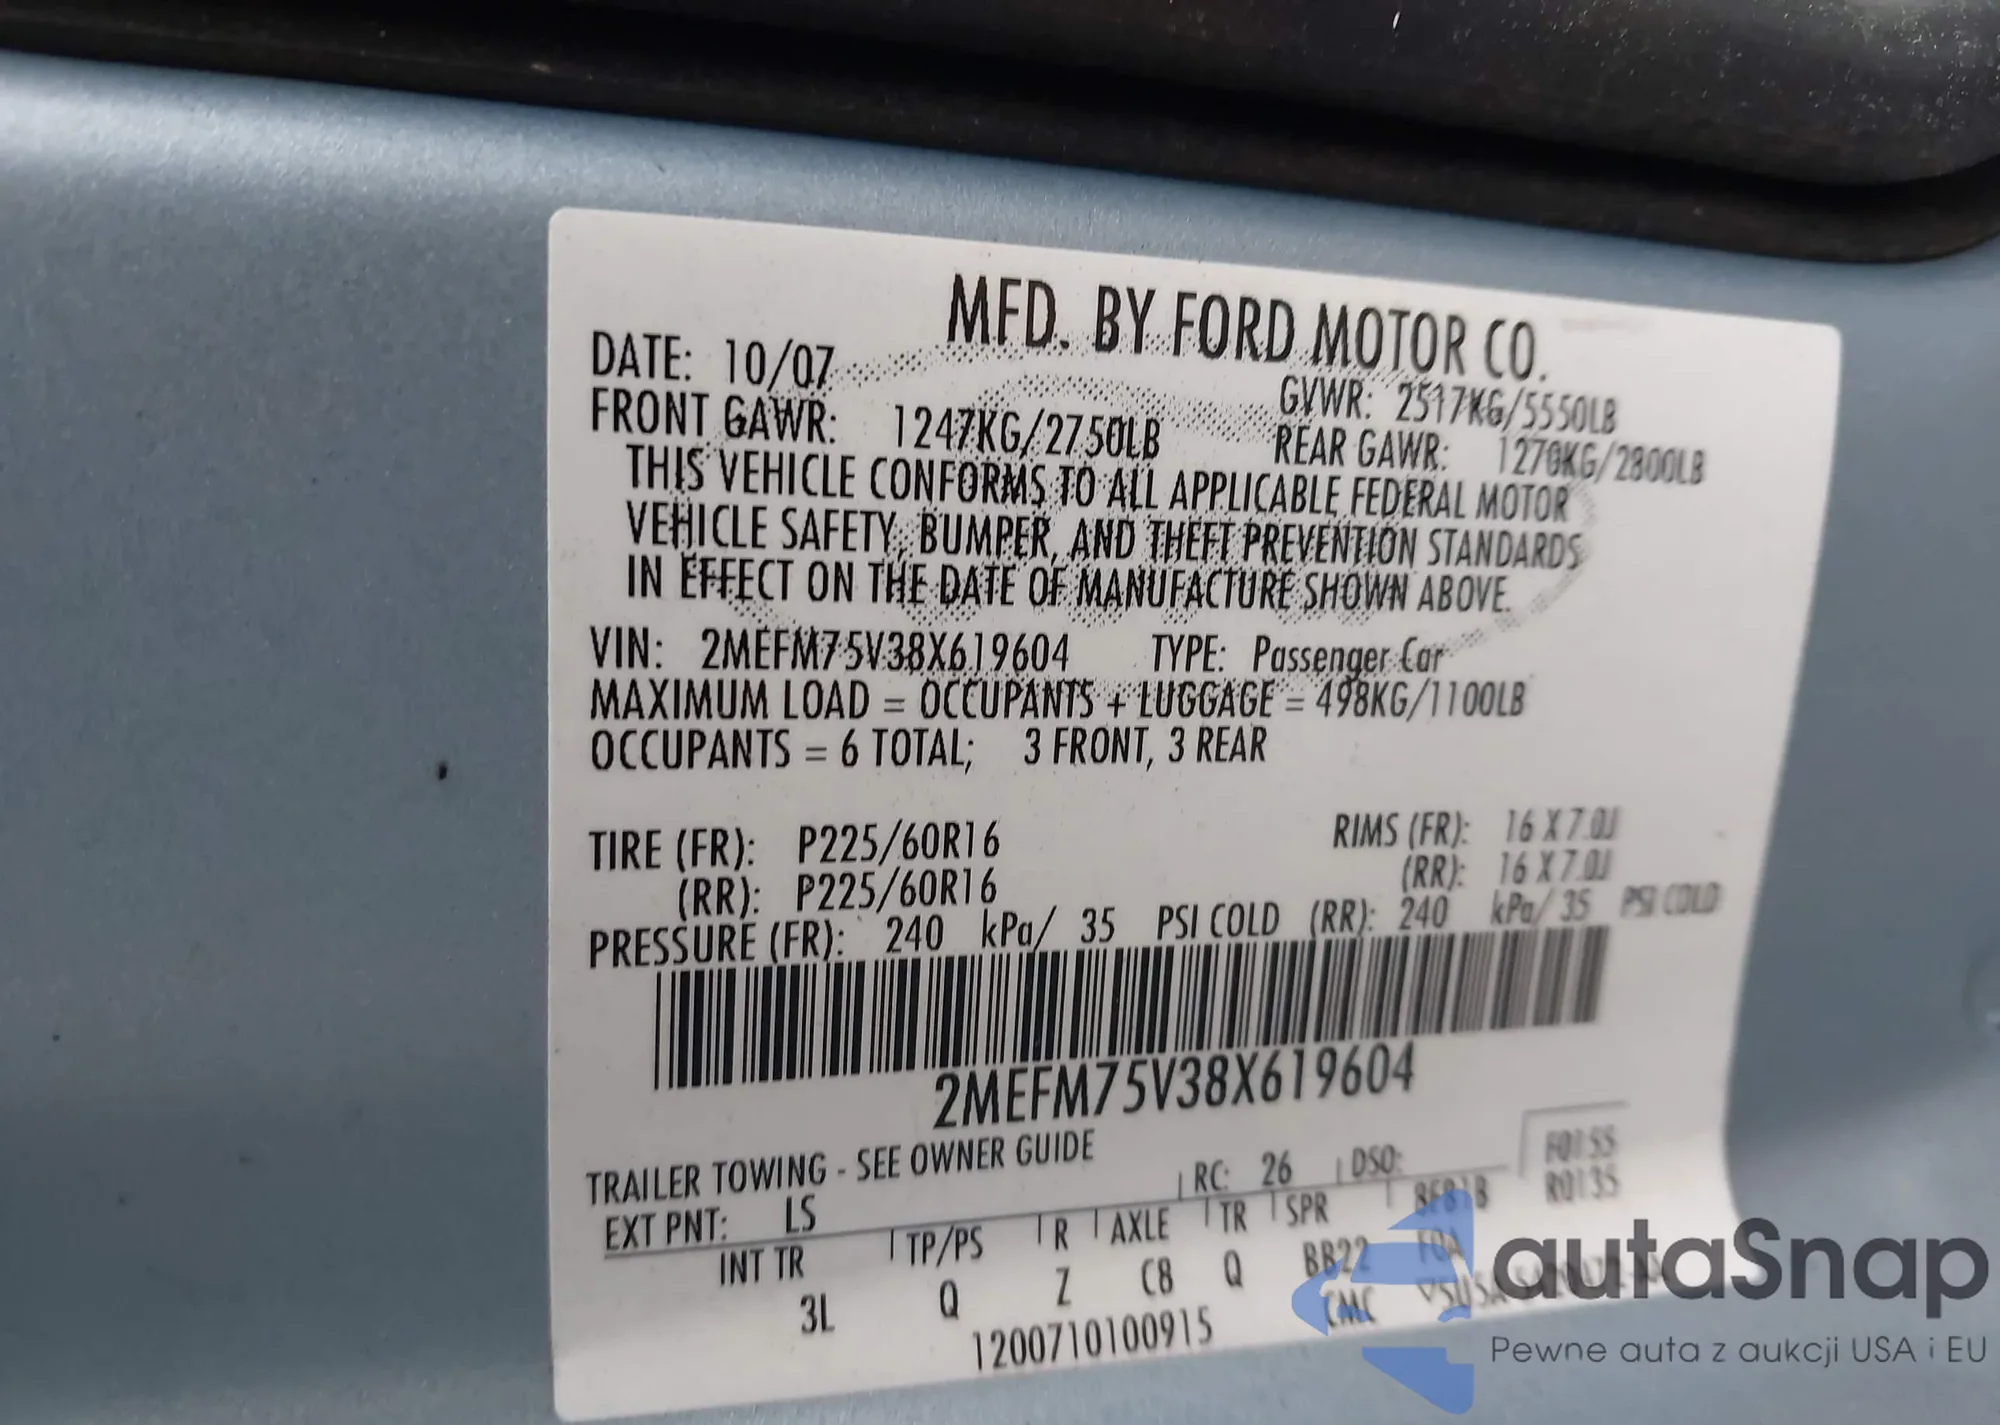 MFD. BY FORD MOTOR CO.
DATE: 10/07 GVWR: 2517KG/5550LB
FRONT GAWR: 1247KG/2750LB REAR GAWR: 1270KG/2800LB
THIS VEHICLE CONFORMS TO ALL APPLICABLE FEDERAL MOTOR
VEHICLE SAFETY, BUMPER, AND THEFT PREVENTION STANDARDS
IN EFFECT ON THE DATE OF MANUFACTURE SHOWN ABOVE.
VIN: 2MEFM75V38X619604 TYPE: Passenger Car
MAXIMUM LOAD = OCCUPANTS + LUGGAGE = 498KG/1100LB
OCCUPANTS = 6 TOTAL; 3 FRONT, 3 REAR
TIRE (FR): P225/60R16 RIMS (FR): 16 X 7.0J
(RR): P225/60R16 (RR): 16 X 7.0J
PRESSURE (FR): 240 kPa/ 35 PSI COLD (RR): 240 kPa/ 35 PSI COLD
2MEFM75V38X619604
TRAILER TOWING - SEE OWNER GUIDE RC: 26 DSO: F0155
EXT PNT: LS R0135
INT TR TP/PS R AXLE TR SPR
3L Q Z C8 Q BB22
1200710100915 CMC
autaSnap
Pewne auta z aukcji USA i EU